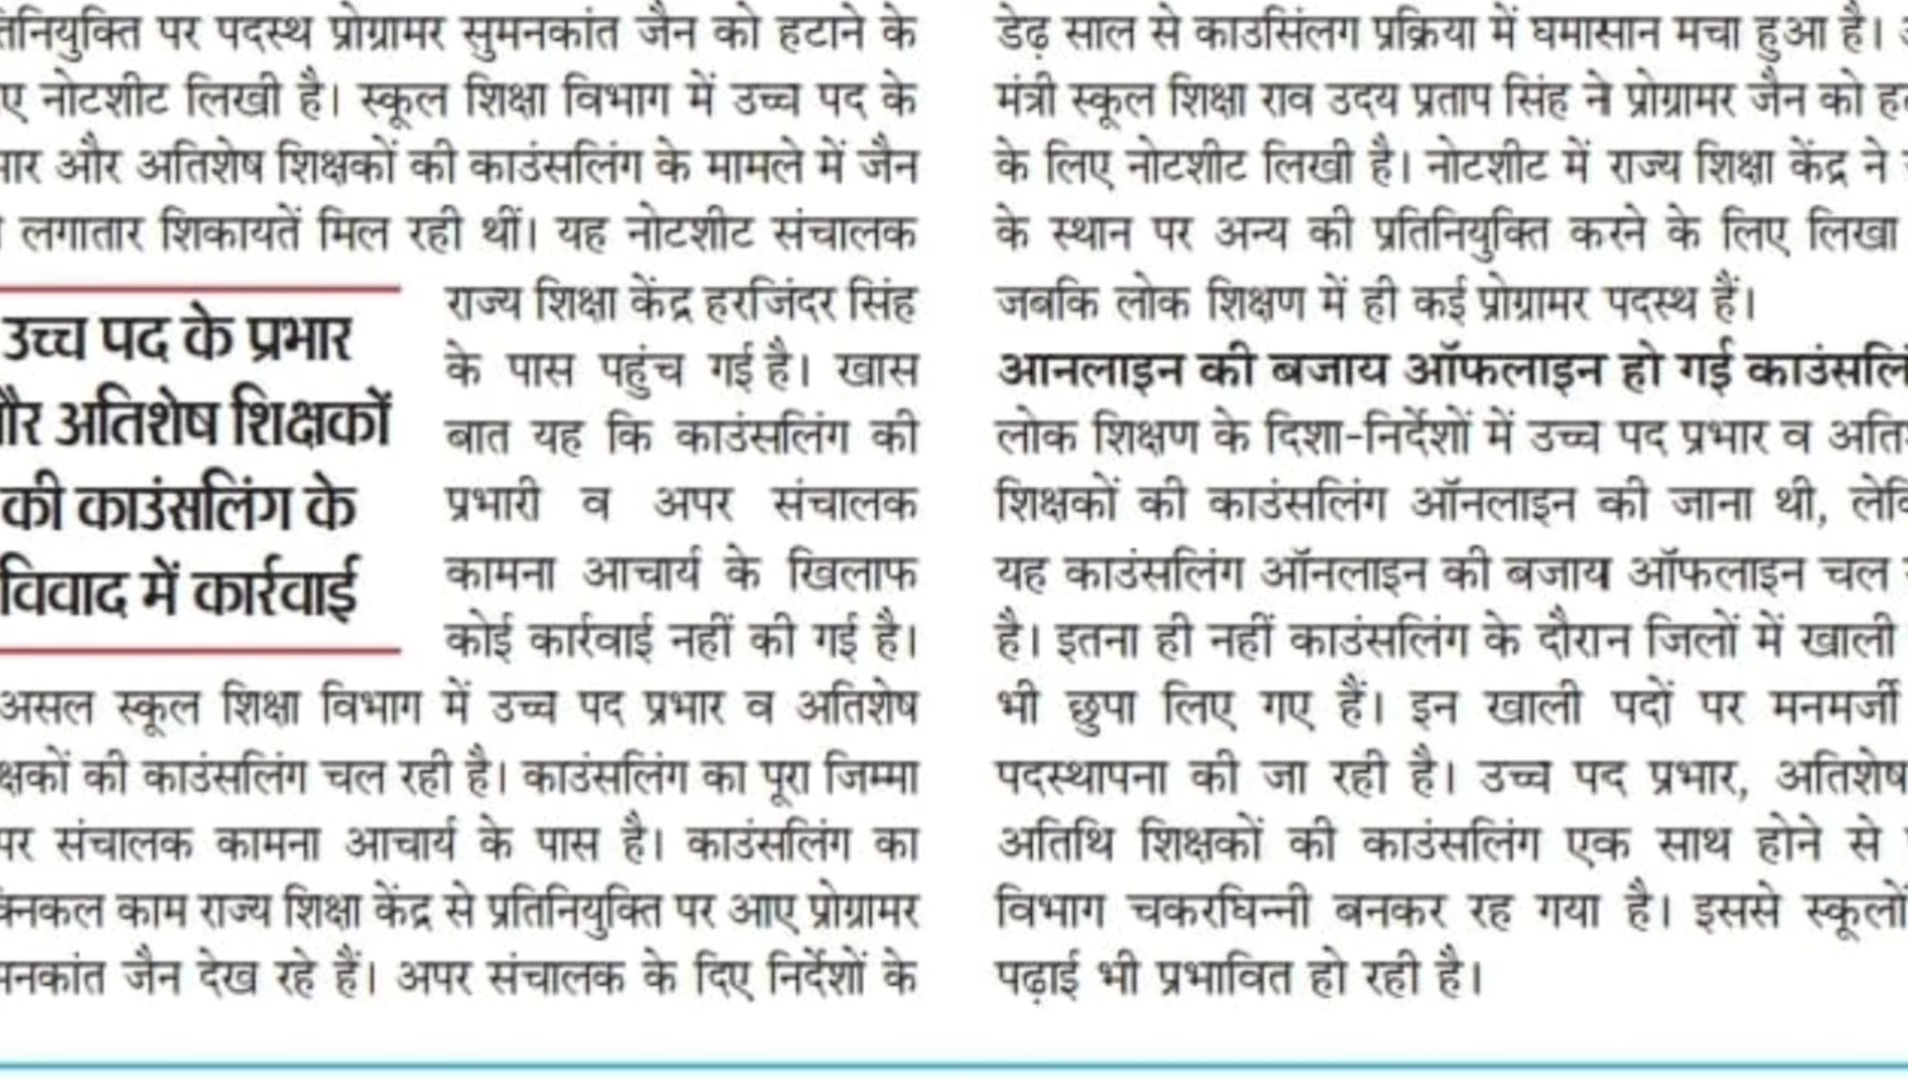 पर पदस्थ प्रोग्रामर सुमनकांत जैन को हटाने के
नोटशीट लिखी है। स्कूल शिक्षा विभाग में उच्च पद के
और अतिशेष शिक्षकों की काउंसलिंग के मामले में जैन
लगातार शिकायतें मिल रही थीं। यह नोटशीट संचालक
राज्य शिक्षा केंद्र हरजिंदर सिंह
के पास पहुंच गई है। खास
बात यह कि काउंसलिंग की
प्रभारी व अपर संचालक
कामना आचार्य के खिलाफ
कोई कार्रवाई नहीं की गई है।
उच्च पद के प्रभार
अतिशेष शिक्षकों
की काउंसलिंग के
विवाद में कार्रवाई
असल स्कूल शिक्षा विभाग में उच्च पद प्रभार व अतिशेष
की काउंसलिंग चल रही है। काउंसलिंग का पूरा जिम्मा
संचालक कामना आचार्य के पास है। काउंसलिंग का
काम राज्य शिक्षा केंद्र से प्रतिनियुक्ति पर आए प्रोग्रामर
जैन देख रहे हैं। अपर संचालक के दिए निर्देशों के
डेढ़ साल से काउसिंलग प्रक्रिया में घमासान मचा हुआ है।
मंत्री स्कूल शिक्षा राव उदय प्रताप सिंह ने प्रोग्रामर जैन को
के लिए नोटशीट लिखी है। नोटशीट में राज्य शिक्षा केंद्र ने
के स्थान पर अन्य की प्रतिनियुक्ति करने के लिए लिखा
जबकि लोक शिक्षण में ही कई प्रोग्रामर पदस्थ हैं।
आनलाइन की बजाय ऑफलाइन हो गई
लोक शिक्षण के दिशा-निर्देशों में उच्च पद प्रभार व
शिक्षकों की काउंसलिंग ऑनलाइन की जाना थी,
यह काउंसलिंग ऑनलाइन की बजाय ऑफलाइन चल
है। इतना ही नहीं काउंसलिंग के दौरान जिलों में खाली
भी छुपा लिए गए हैं। इन खाली पदों पर मनमर्जी
पदस्थापना की जा रही है। उच्च पद प्रभार, अतिशेष
अतिथि शिक्षकों की काउंसलिंग एक साथ होने से
विभाग चकरघिन्नी बनकर रह गया है। इससे स्कूलों
पढ़ाई भी प्रभावित हो रही है।